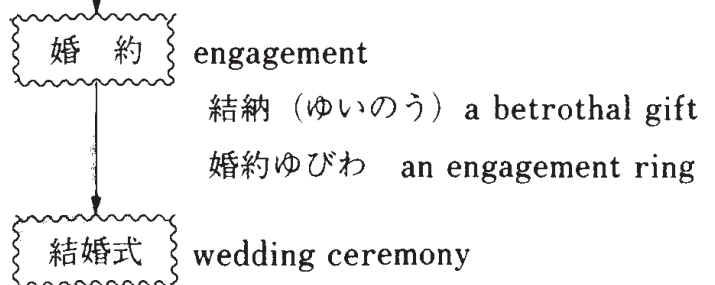 婚 約 engagement
結納（ゆいのう）a betrothal gift
婚約ゆびわ an engagement ring
結婚式 wedding ceremony